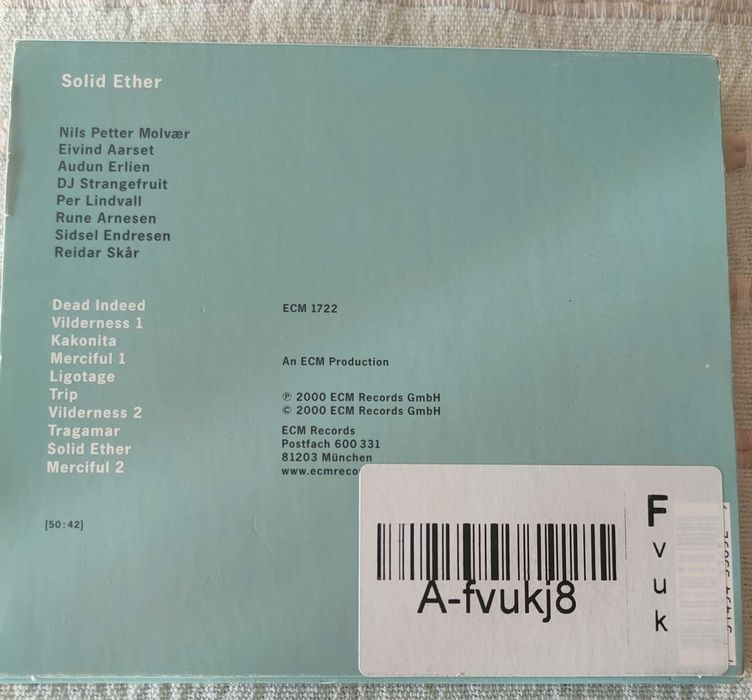 Solid Ether
Nils Petter Molvær
Eivind Aarset
Audun Erlien
DJ Strangefruit
Per Lindvall
Rune Arnesen
Sidsel Endresen
Reidar Skår
Dead Indeed
Vilderness 1
Kakonita
Merciful 1
Ligotage
Trip
Vilderness 2
Tragamar
Solid Ether
Merciful 2
[50:42]
ECM 1722
An ECM Production
℗ 2000 ECM Records GmbH
© 2000 ECM Records GmbH
ECM Records
Postfach 600 331
81203 München
www.ecmreco
A-fvukj8
F
v
u
k